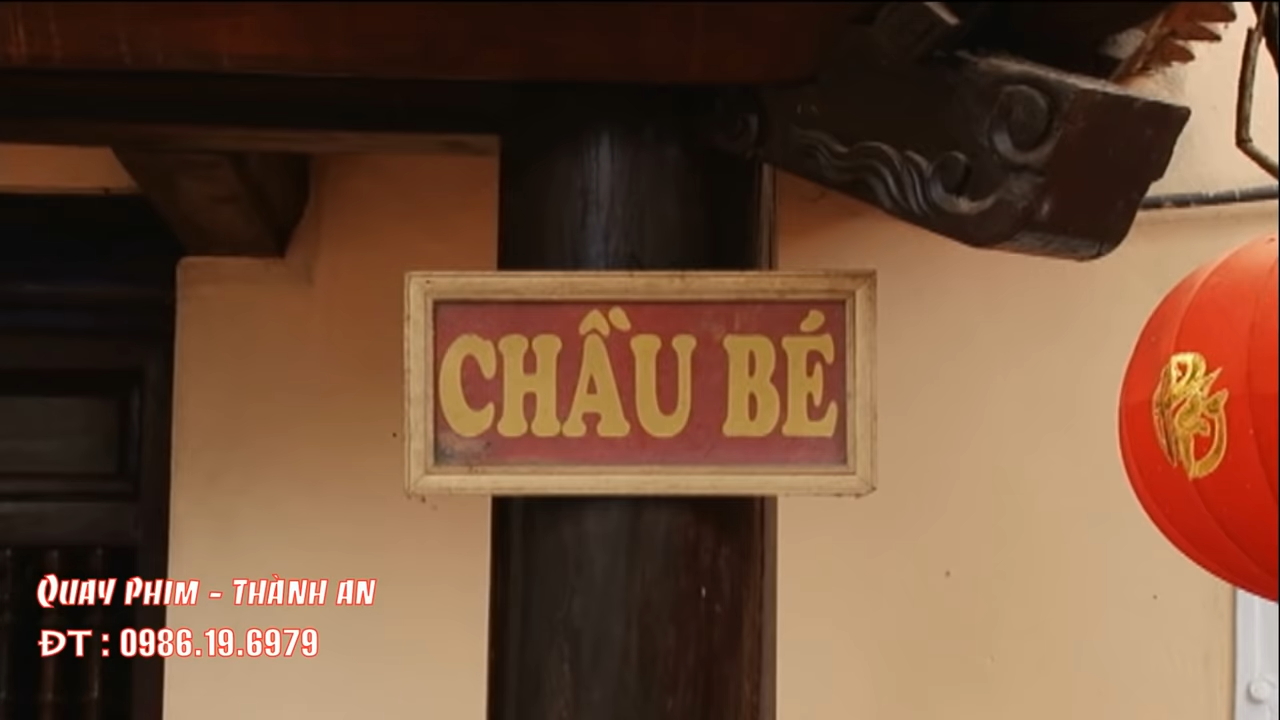 CHẦU BÉ
QUAY PHIM - THÀNH AN
ĐT : 0986.19.6979